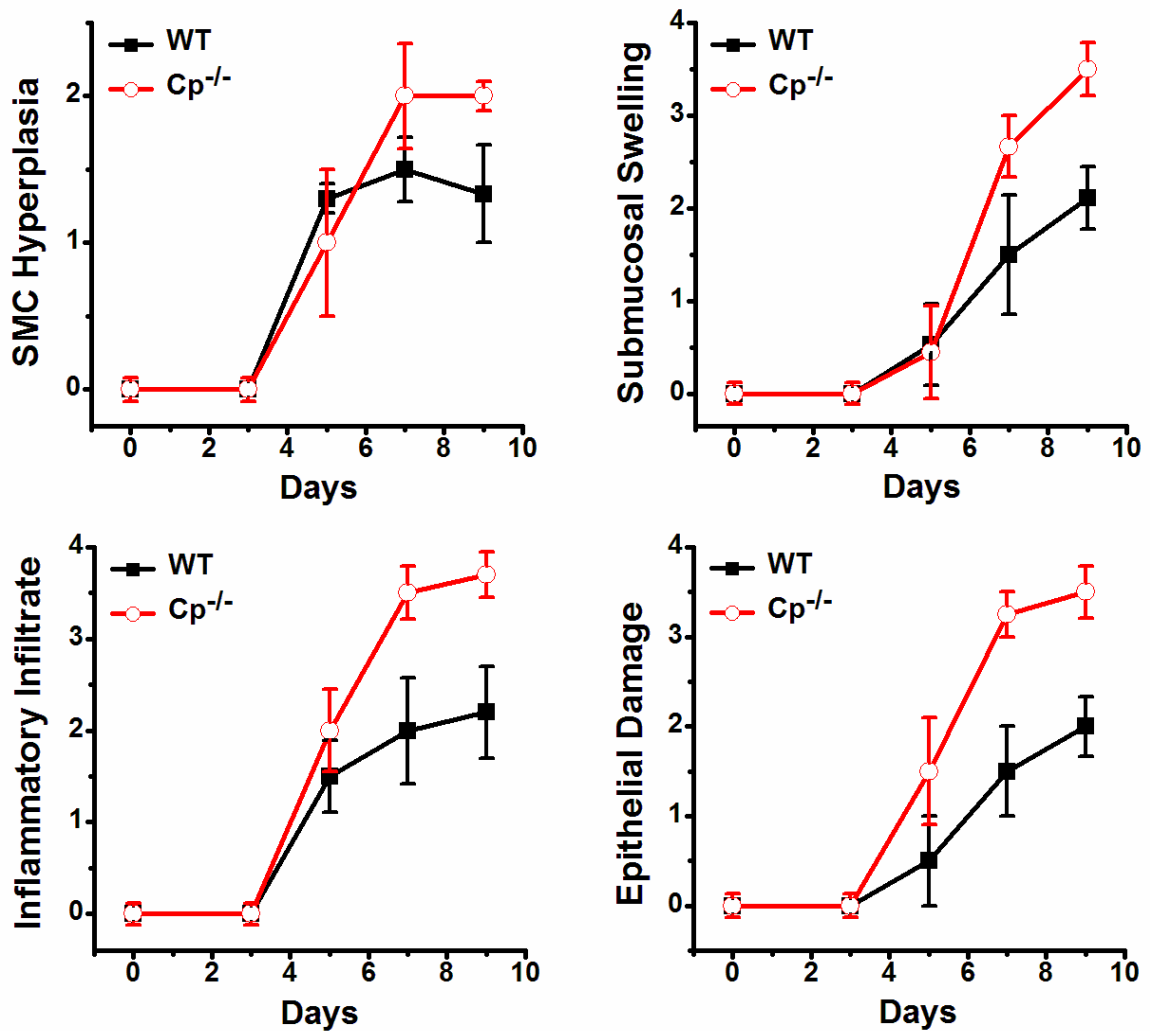 SMC Hyperplasia
WT
Cp-/-
2
1
0
0 2 4 6 8 10
Days
Submucosal Swelling
WT
Cp-/-
4
3
2
1
0
0 2 4 6 8 10
Days
Inflammatory Infiltrate
WT
Cp-/-
4
3
2
1
0
0 2 4 6 8 10
Days
Epithelial Damage
WT
Cp-/-
4
3
2
1
0
0 2 4 6 8 10
Days